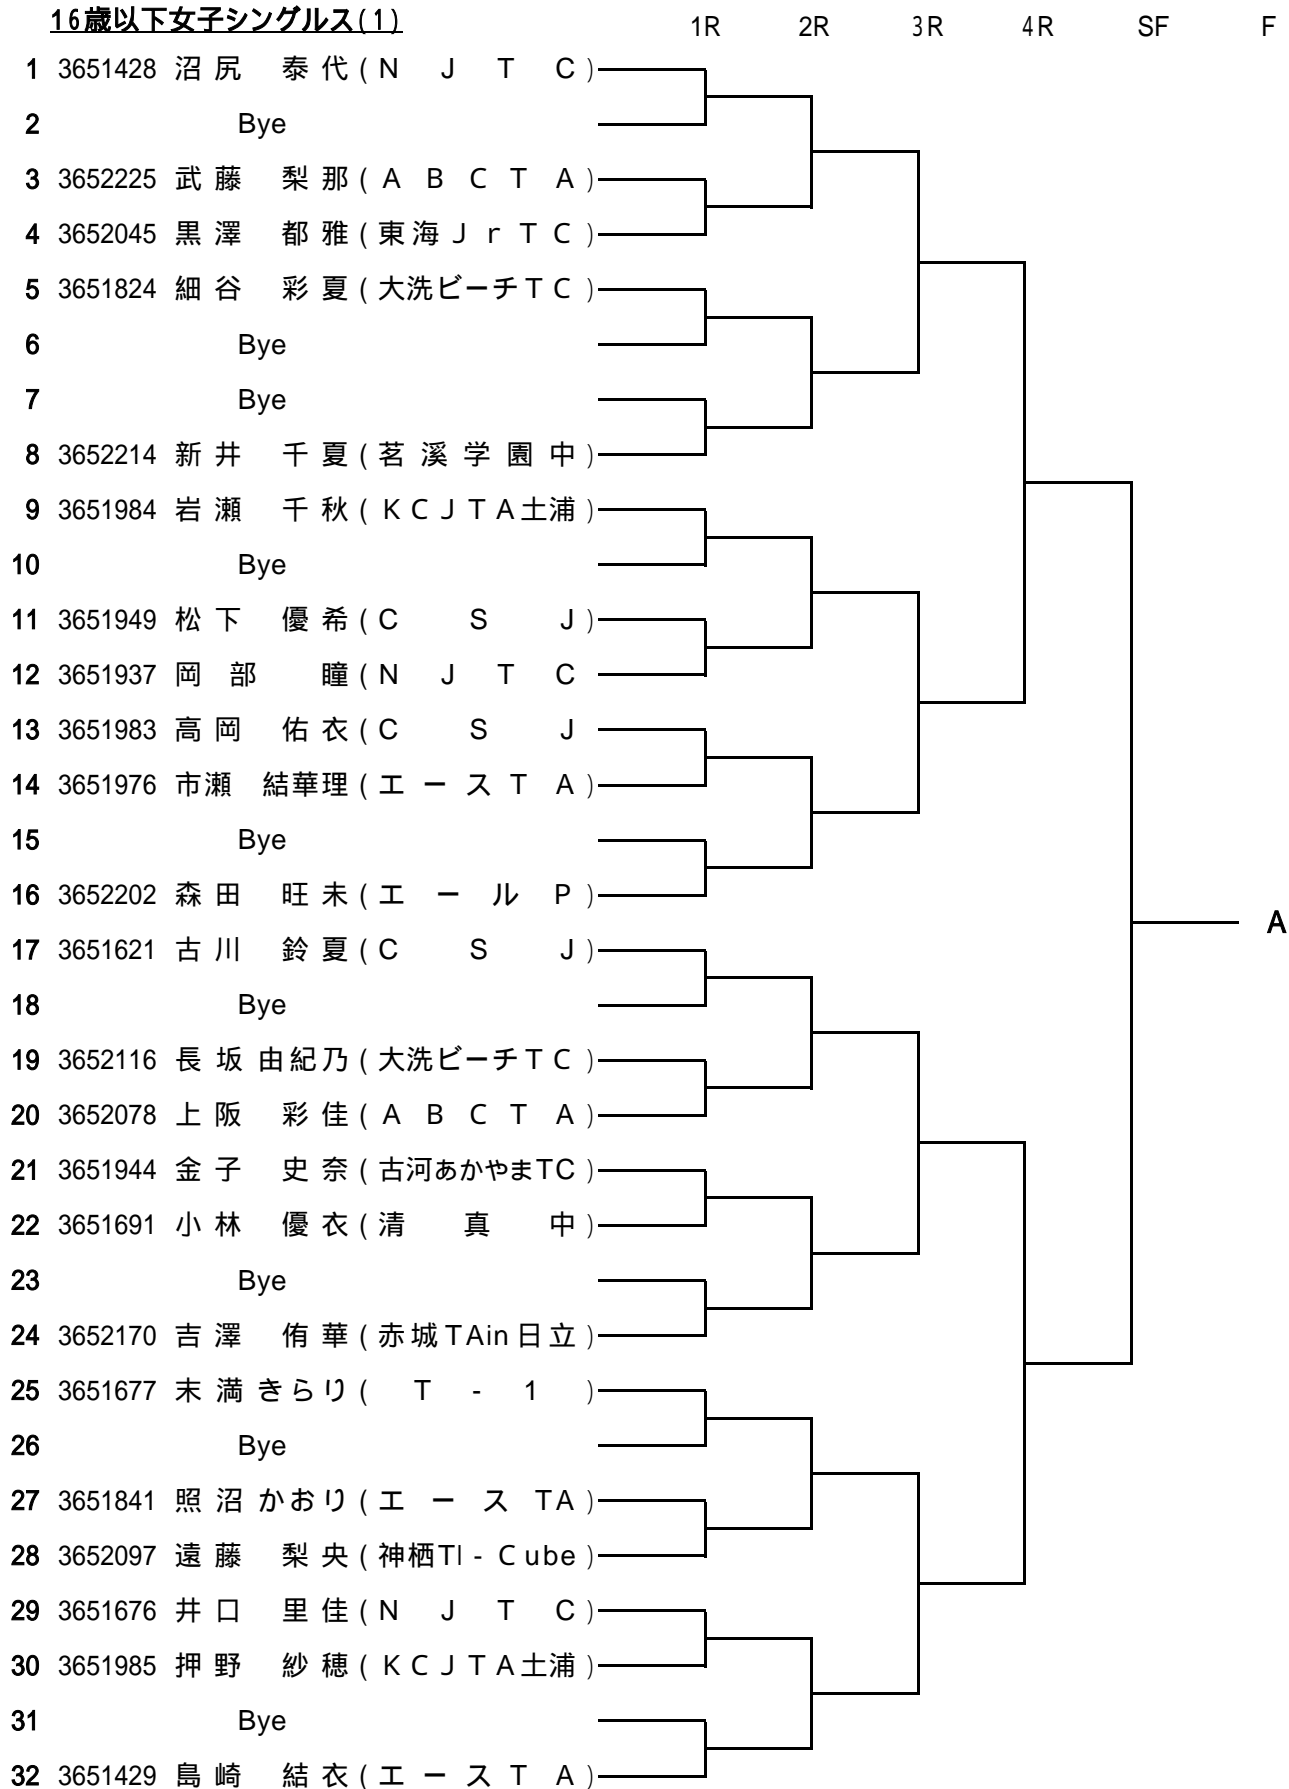 16歳以下女子シングルス(1) 1R 2R 3R 4R SF F
1 3651428 沼尻 泰代(NJTC)
2 Bye
3 3652225 武藤 梨那(ABCTA)
4 3652045 黒澤 都雅(東海JrTC)
5 3651824 細谷 彩夏(大洗ビーチTC)
6 Bye
7 Bye
8 3652214 新井 千夏(茗溪学園中)
9 3651984 岩瀬 千秋(KCJTA土浦)
10 Bye
11 3651949 松下 優希(CSJ)
12 3651937 岡部 瞳(NJTC
13 3651983 高岡 佑衣(CSJ
14 3651976 市瀬 結華理(エースTA)
15 Bye
16 3652202 森田 旺未(エールP)
A
17 3651621 古川 鈴夏(CSJ)
18 Bye
19 3652116 長坂 由紀乃(大洗ビーチTC)
20 3652078 上阪 彩佳(ABCTA)
21 3651944 金子 史奈(古河あかやまTC)
22 3651691 小林 優衣(清真中)
23 Bye
24 3652170 吉澤 侑華(赤城TAin日立)
25 3651677 末満 きらり(T-1)
26 Bye
27 3651841 照沼 かおり(エースTA)
28 3652097 遠藤 梨央(神栖TI-Cube)
29 3651676 井口 里佳(NJTC)
30 3651985 押野 紗穂(KCJTA土浦)
31 Bye
32 3651429 島崎 結衣(エースTA)